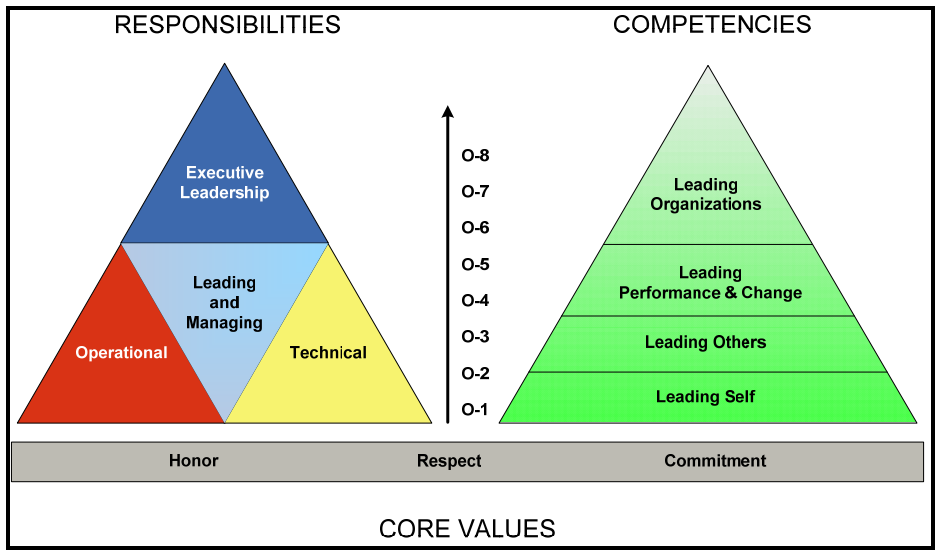 RESPONSIBILITIES
COMPETENCIES
Executive
Leadership
Leading
and
Managing
Operational
Technical
O-8
O-7
O-6
O-5
O-4
O-3
O-2
O-1
Leading
Organizations
Leading
Performance & Change
Leading Others
Leading Self
Honor
Respect
Commitment
CORE VALUES